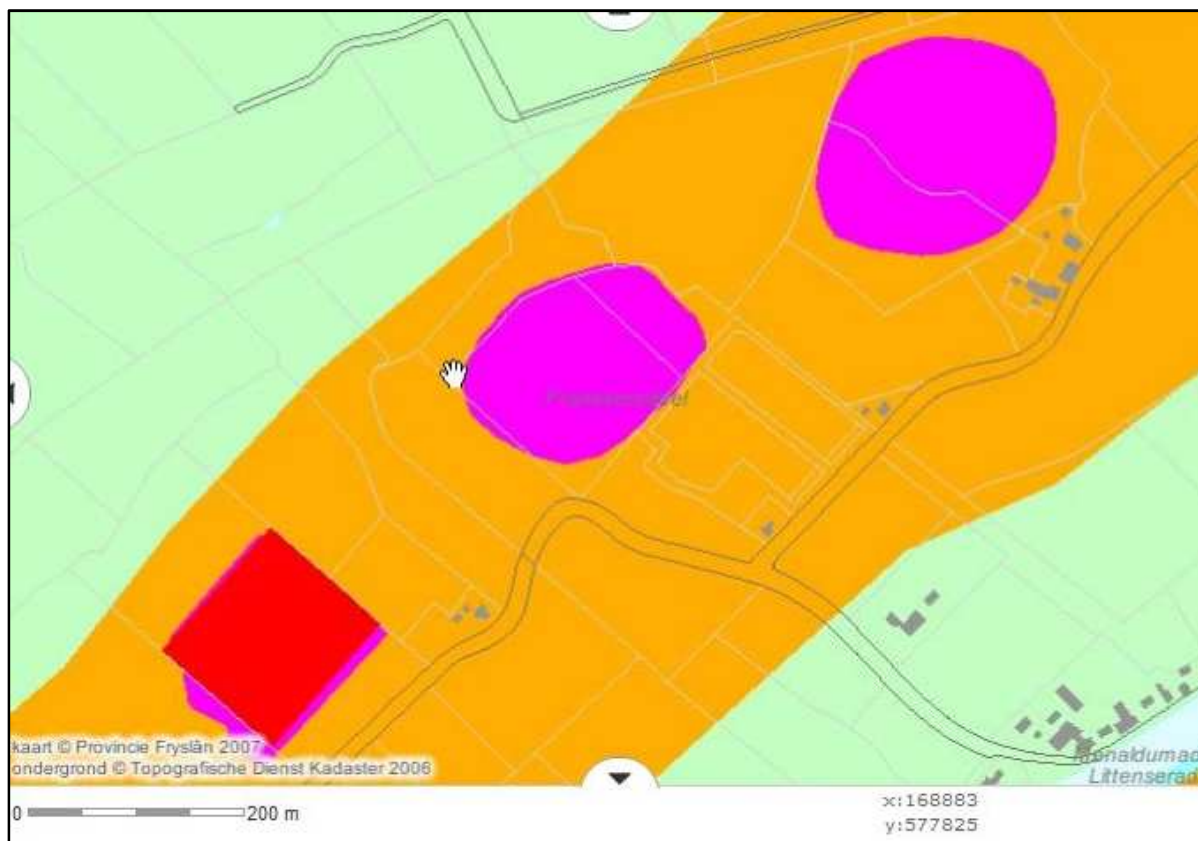 kaart © Provincie Fryslân 2007
ondergrond © Topografische Dienst Kadaster 2006
Littenserad
0
200 m
x:168883
y:577825